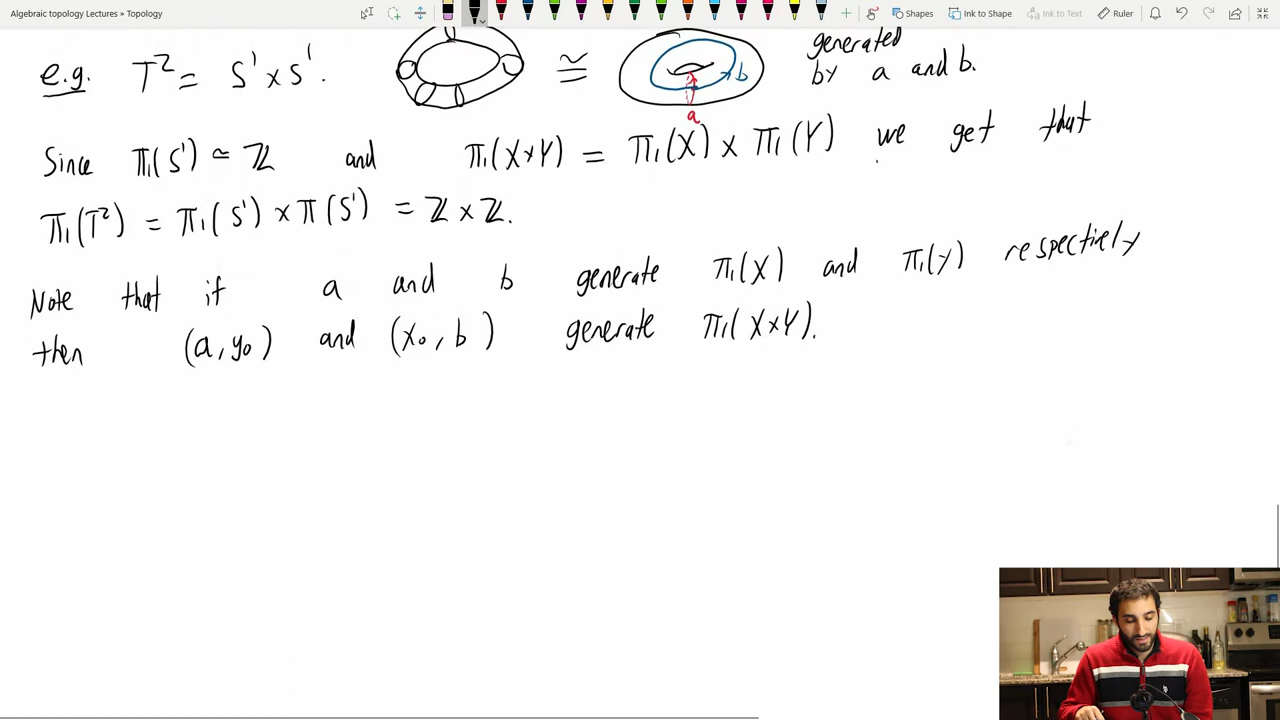 Algebraic topology Lectures » Topology
Shapes
Ink to Shape
Ink to Text
Ruler
generated
e.g. T² = S¹ × S¹. ≅ b by a and b.
a
Since π₁(S¹) ≃ ℤ and π₁(X×Y) = π₁(X) × π₁(Y) we get that
π₁(T²) = π₁(S¹) × π(S¹) = ℤ × ℤ.
Note that if a and b generate π₁(X) and π₁(Y) respectiely
then (a, y₀) and (x₀, b) generate π₁(X×Y).